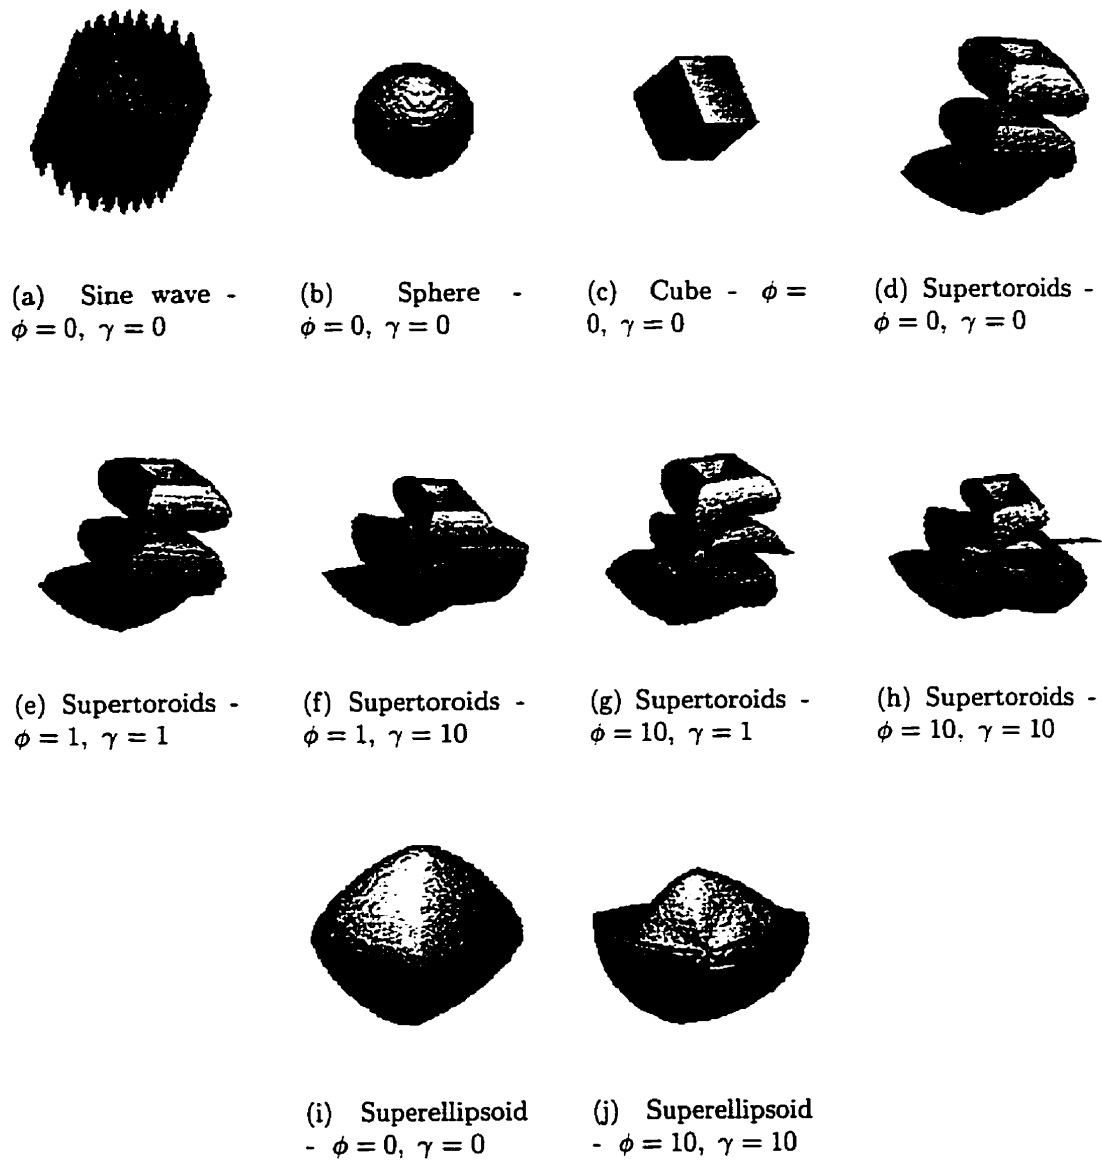 (a) Sine wave -
ϕ = 0, γ = 0
(b) Sphere -
ϕ = 0, γ = 0
(c) Cube - ϕ =
0, γ = 0
(d) Supertoroids -
ϕ = 0, γ = 0
(e) Supertoroids -
ϕ = 1, γ = 1
(f) Supertoroids -
ϕ = 1, γ = 10
(g) Supertoroids -
ϕ = 10, γ = 1
(h) Supertoroids -
ϕ = 10, γ = 10
(i) Superellipsoid
- ϕ = 0, γ = 0
(j) Superellipsoid
- ϕ = 10, γ = 10